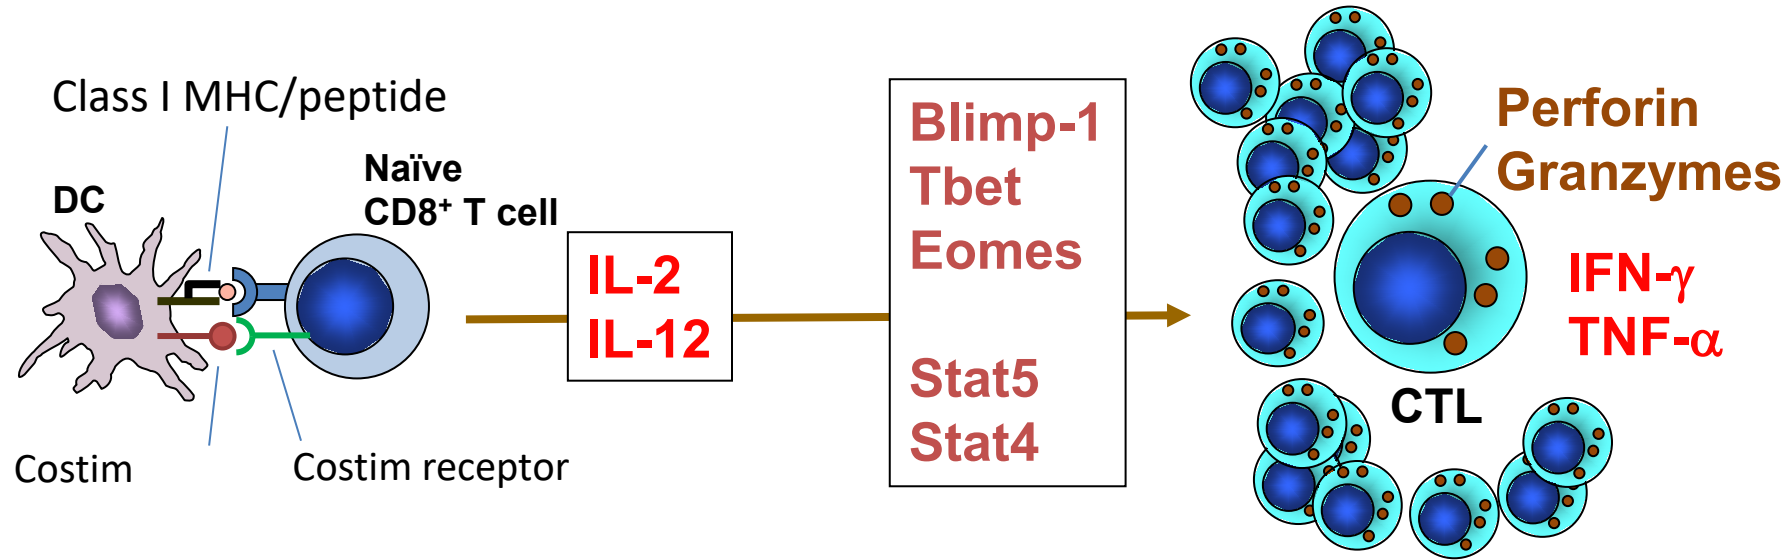 Class I MHC/peptide
DC
Naïve
CD8⁺ T cell
Costim
Costim receptor
IL-2
IL-12
Blimp-1
Tbet
Eomes
Stat5
Stat4
Perforin
Granzymes
IFN-γ
TNF-α
CTL